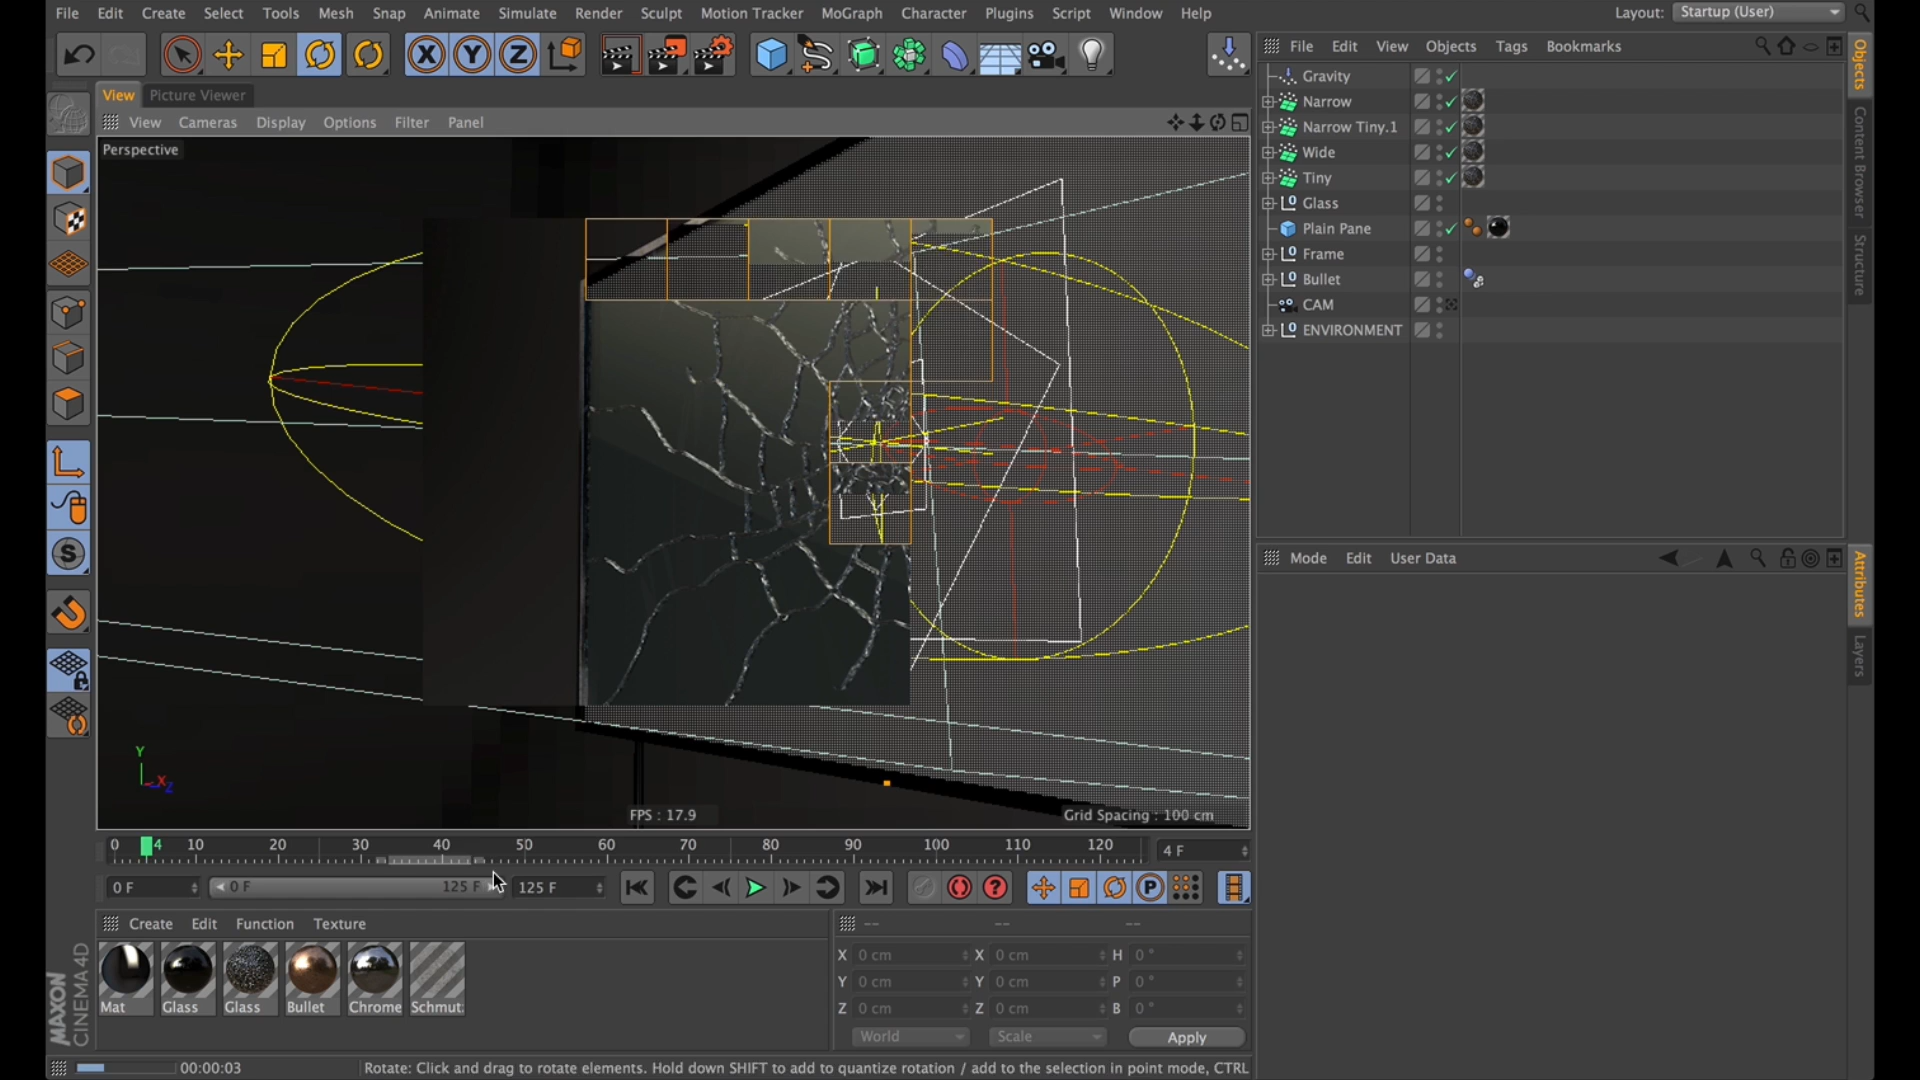 File Edit Create Select Tools Mesh Snap Animate Simulate Render Sculpt Motion Tracker MoGraph Character Plugins Script Window Help
Layout: Startup (User)
File Edit View Objects Tags Bookmarks
View Picture Viewer
View Cameras Display Options Filter Panel
Perspective
Gravity
Narrow
Narrow Tiny.1
Wide
Tiny
Glass
Plain Pane
Frame
Bullet
CAM
ENVIRONMENT
Objects
Content Browser
Structure
Mode Edit User Data
Attributes
Layers
Y
X
Z
FPS : 17.9
Grid Spacing : 100 cm
0 4 10 20 30 40 50 60 70 80 90 100 110 120
4 F
0 F
0 F 125 F
125 F
Create Edit Function Texture
-- -- --
Mat Glass Glass Bullet Chrome Schmut
X 0 cm X 0 cm H 0 °
Y 0 cm Y 0 cm P 0 °
Z 0 cm Z 0 cm B 0 °
World Scale Apply
MAXON
CINEMA 4D
00:00:03
Rotate: Click and drag to rotate elements. Hold down SHIFT to add to quantize rotation / add to the selection in point mode, CTRL